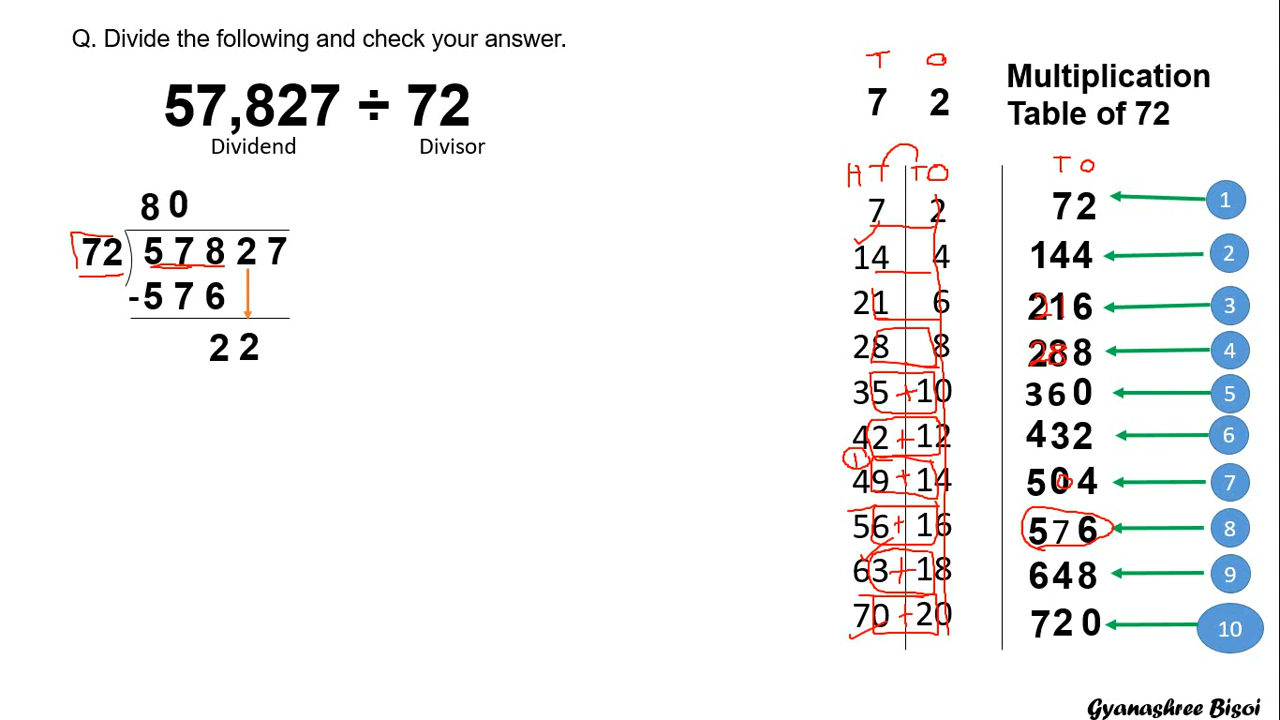 Q. Divide the following and check your answer.
57,827 ÷ 72
Dividend Divisor
80
72 57827
-576
22
T O
7 2
H T T O
7 2
14 4
21 6
28 8
35 + 10
42 + 12
1
49 + 14
56 + 16
63 + 18
70 + 20
Multiplication
Table of 72
T O
72 1
144 2
216 3
288 4
360 5
432 6
504 7
576 8
648 9
720 10
Gyanashree Bisoi